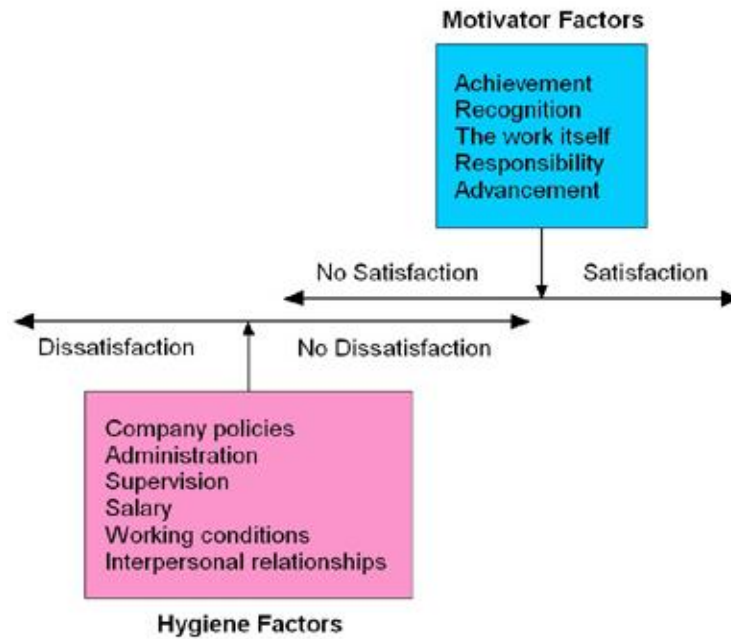 Motivator Factors
Achievement
Recognition
The work itself
Responsibility
Advancement
No Satisfaction
Satisfaction
Dissatisfaction
No Dissatisfaction
Company policies
Administration
Supervision
Salary
Working conditions
Interpersonal relationships
Hygiene Factors